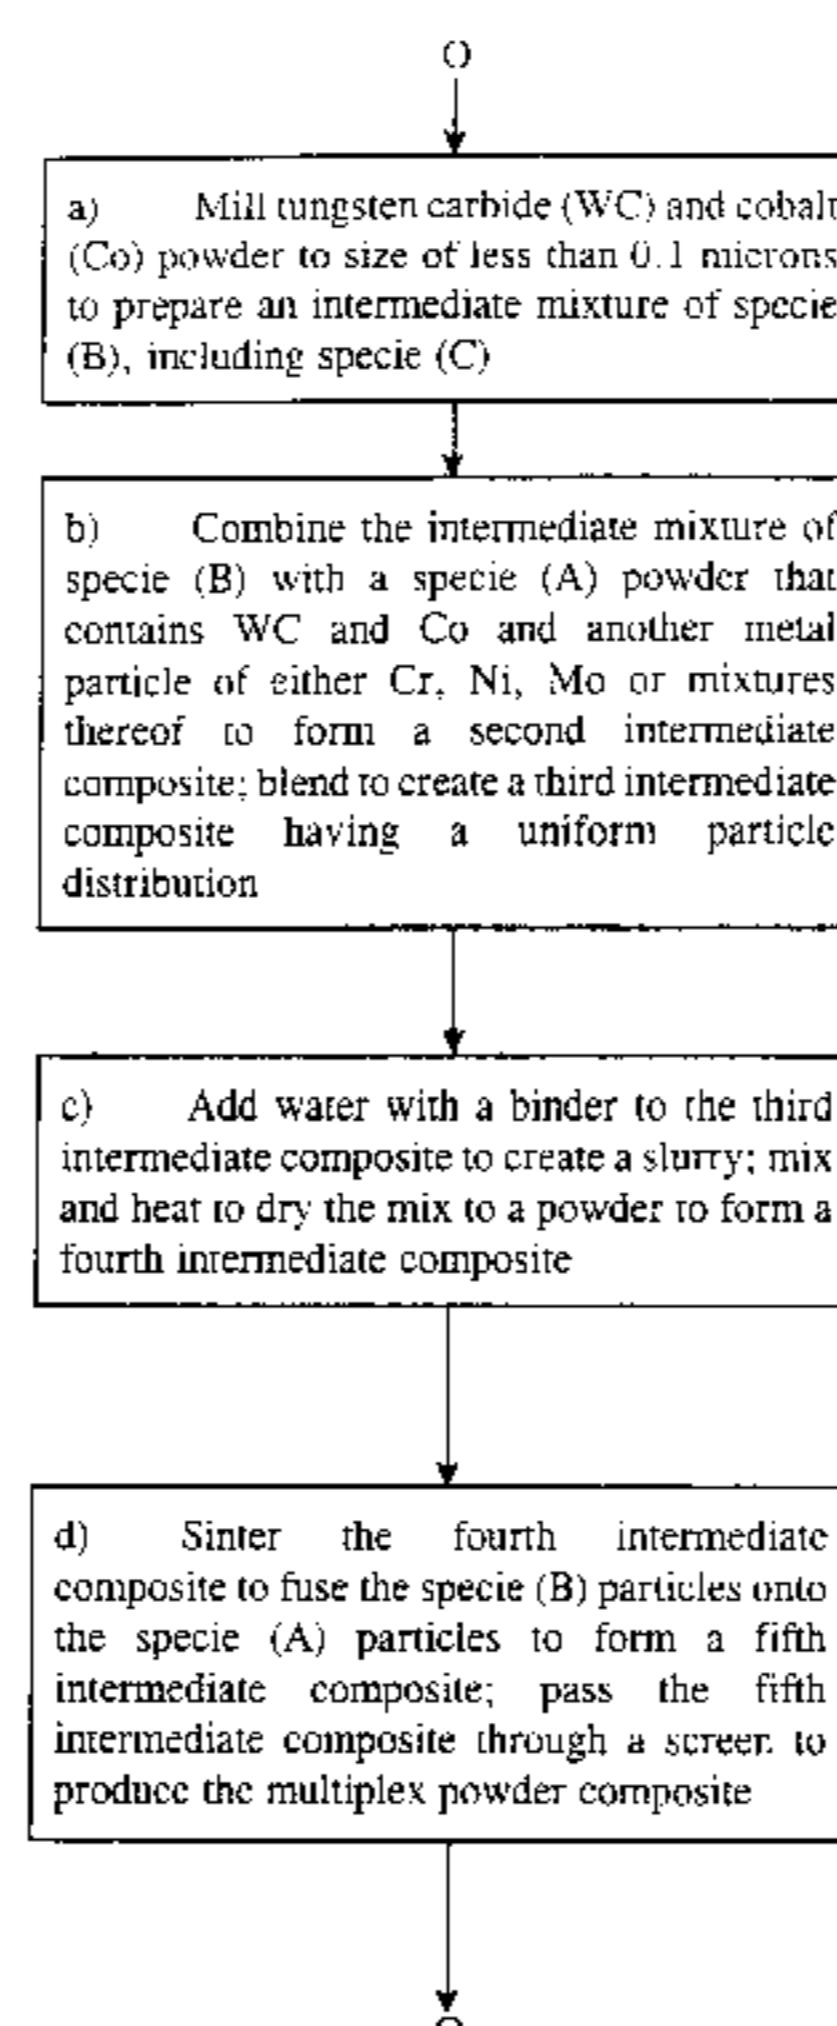 a) Mill tungsten carbide (WC) and cobalt
(Co) powder to size of less than 0.1 microns
to prepare an intermediate mixture of specie
(B), including specie (C)
b) Combine the intermediate mixture of
specie (B) with a specie (A) powder that
contains WC and Co and another metal
particle of either Cr, Ni, Mo or mixtures
thereof to form a second intermediate
composite; blend to create a third intermediate
composite having a uniform particle
distribution
c) Add water with a binder to the third
intermediate composite to create a slurry; mix
and heat to dry the mix to a powder to form a
fourth intermediate composite
d) Sinter the fourth intermediate
composite to fuse the specie (B) particles onto
the specie (A) particles to form a fifth
intermediate composite; pass the fifth
intermediate composite through a screen to
produce the multiplex powder composite